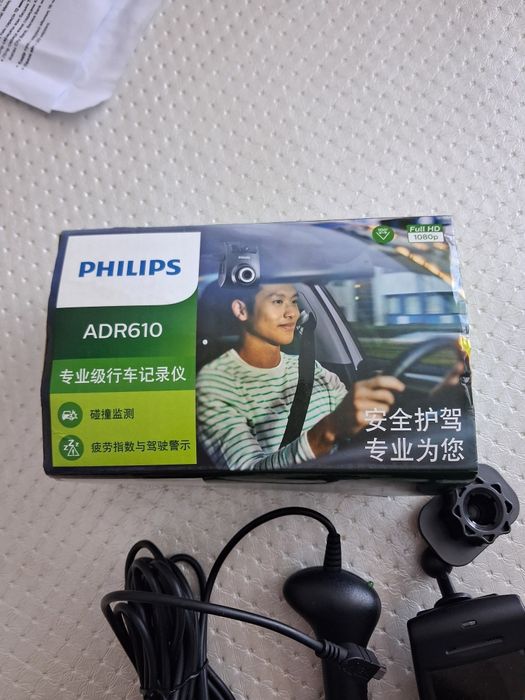 PHILIPS
ADR610
专业级行车记录仪
碰撞监测
疲劳指数与驾驶警示
Full HD
1080p
安全护驾
专业为您